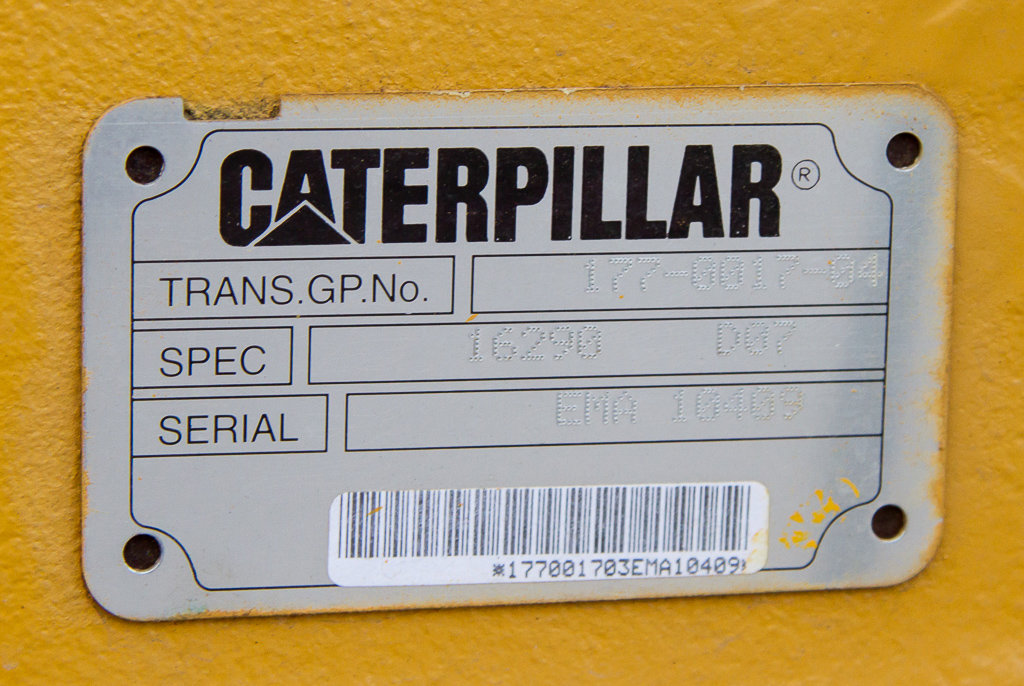 CATERPILLAR ®
TRANS.GP.No. 177-0017-04
SPEC 16290 D07
SERIAL EMA 10409
*177001703EMA10409*